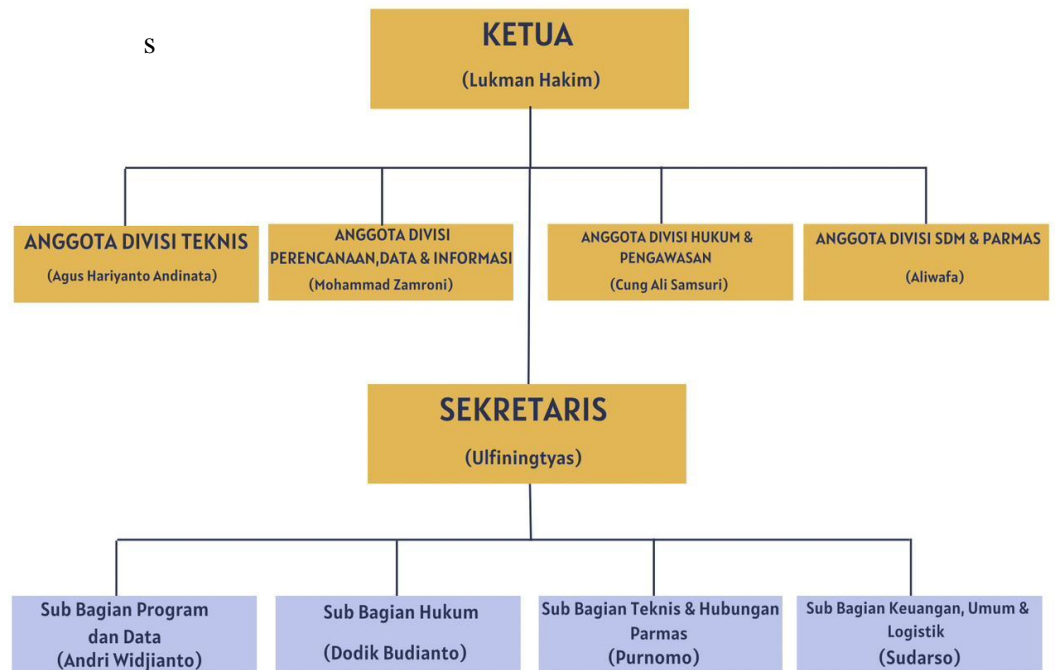 s
KETUA
(Lukman Hakim)
ANGGOTA DIVISI TEKNIS
(Agus Hariyanto Andinata)
ANGGOTA DIVISI
PERENCANAAN,DATA & INFORMASI
(Mohammad Zamroni)
ANGGOTA DIVISI HUKUM &
PENGAWASAN
(Cung Ali Samsuri)
ANGGOTA DIVISI SDM & PARMAS
(Aliwafa)
SEKRETARIS
(Ulfiningtyas)
Sub Bagian Program
dan Data
(Andri Widjianto)
Sub Bagian Hukum
(Dodik Budianto)
Sub Bagian Teknis & Hubungan
Parmas
(Purnomo)
Sub Bagian Keuangan, Umum &
Logistik
(Sudarso)